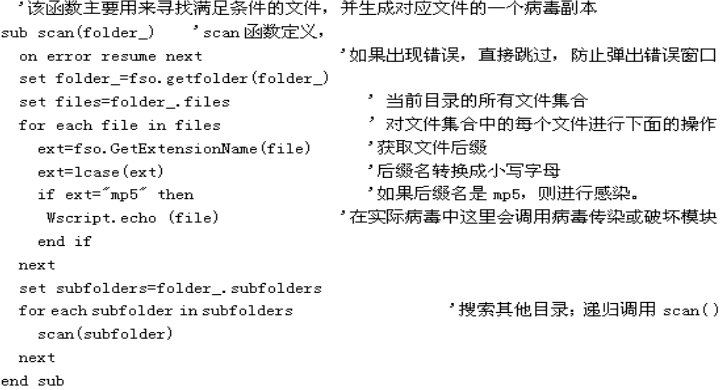 '该函数主要用来寻找满足条件的文件，并生成对应文件的一个病毒副本
sub scan(folder_) 'scan函数定义，
on error resume next '如果出现错误，直接跳过，防止弹出错误窗口
set folder_=fso.getfolder(folder_)
set files=folder_.files ' 当前目录的所有文件集合
for each file in files ' 对文件集合中的每个文件进行下面的操作
ext=fso.GetExtensionName(file) '获取文件后缀
ext=lcase(ext) '后缀名转换成小写字母
if ext="mp5" then '如果后缀名是mp5，则进行感染。
Wscript.echo (file) '在实际病毒中这里会调用病毒传染或破坏模块
end if
next
set subfolders=folder_.subfolders
for each subfolder in subfolders '搜索其他目录；递归调用 scan()
scan(subfolder)
next
end sub